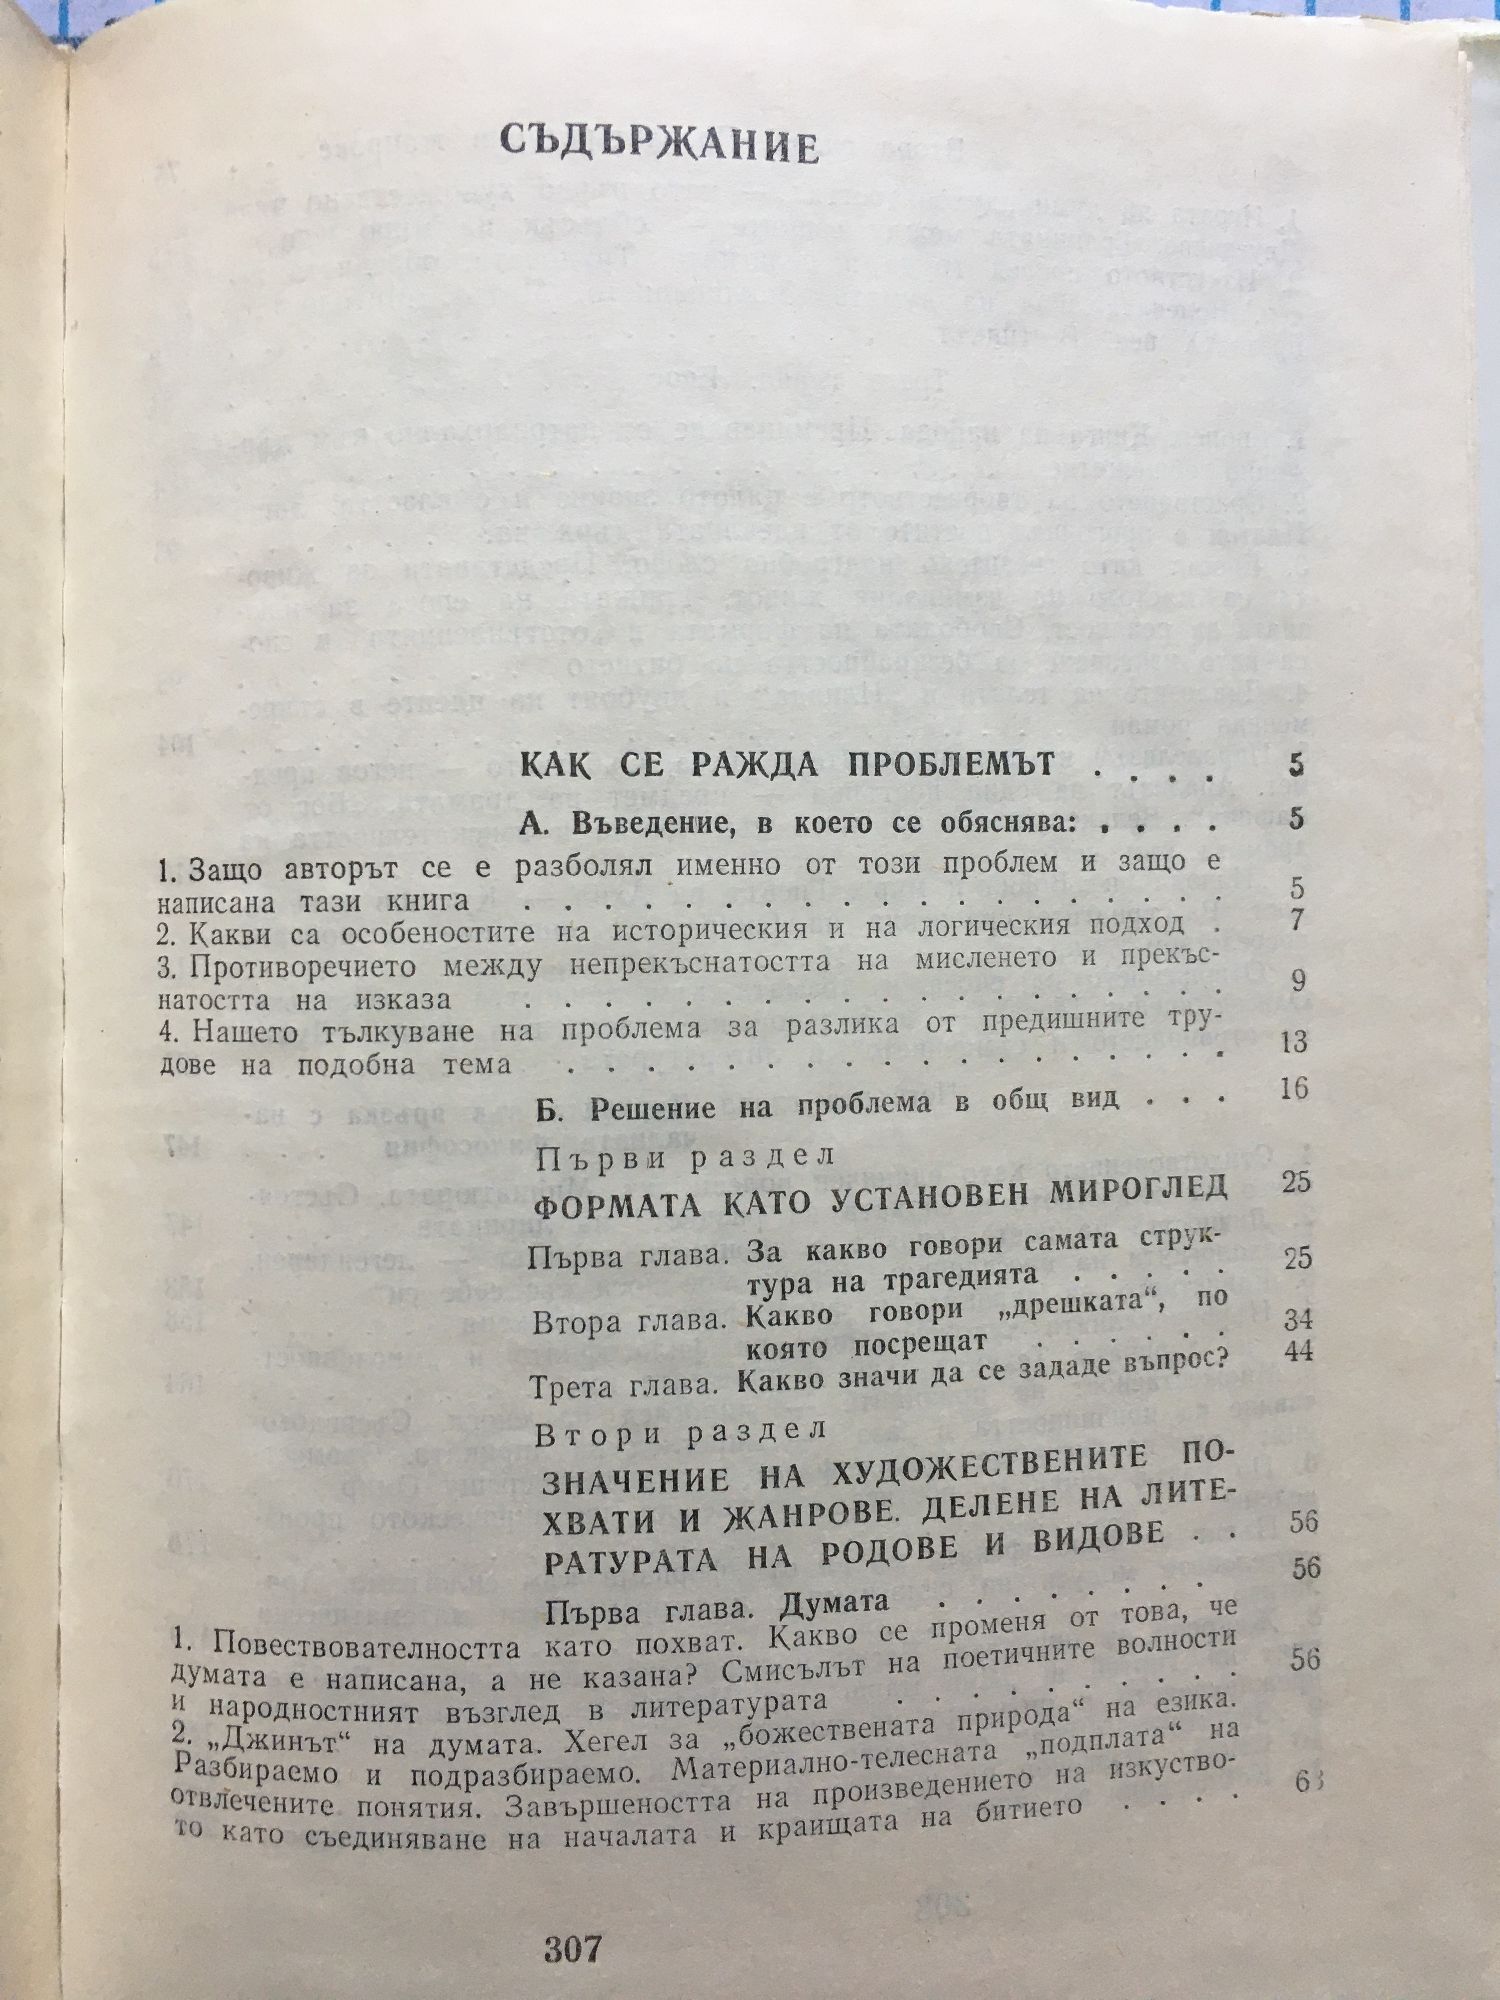 СЪДЪРЖАНИЕ
КАК СЕ РАЖДА ПРОБЛЕМЪТ . . . . 5
А. Въведение, в което се обяснява: . . . . 5
1. Защо авторът се е разболял именно от този проблем и защо е
написана тази книга . . . . . . . . . . . . . . . . . . 5
2. Какви са особеностите на историческия и на логическия подход . 7
3. Противоречието между непрекъснатостта на мисленето и прекъс-
натостта на изказа . . . . . . . . . . . . . . . . . . 9
4. Нашето тълкуване на проблема за разлика от предишните тру-
дове на подобна тема . . . . . . . . . . . . . . . . . 13
Б. Решение на проблема в общ вид . . . 16
Първи раздел
ФОРМАТА КАТО УСТАНОВЕН МИРОГЛЕД 25
Първа глава. За какво говори самата струк-
тура на трагедията . . . . . 25
Втора глава. Какво говори „дрешката“, по
която посрещат . . . . . . 34
Трета глава. Какво значи да се зададе въпрос? 44
Втори раздел
ЗНАЧЕНИЕ НА ХУДОЖЕСТВЕНИТЕ ПО-
ХВАТИ И ЖАНРОВЕ. ДЕЛЕНЕ НА ЛИТЕ-
РАТУРАТА НА РОДОВЕ И ВИДОВЕ . . 56
Първа глава. Думата . . . . . . . . . 56
1. Повествователността като похват. Какво се променя от това, че
думата е написана, а не казана? Смисълът на поетичните волности
и народностният възглед в литературата . . . . . . . . . . 56
2. „Джинът“ на думата. Хегел за „божествената природа“ на езика.
Разбираемо и подразбираемо. Материално-телесната „подплата“ на
отвлечените понятия. Завършеността на произведението на изкуство-
то като съединяване на началата и краищата на битието . . . . 63
307